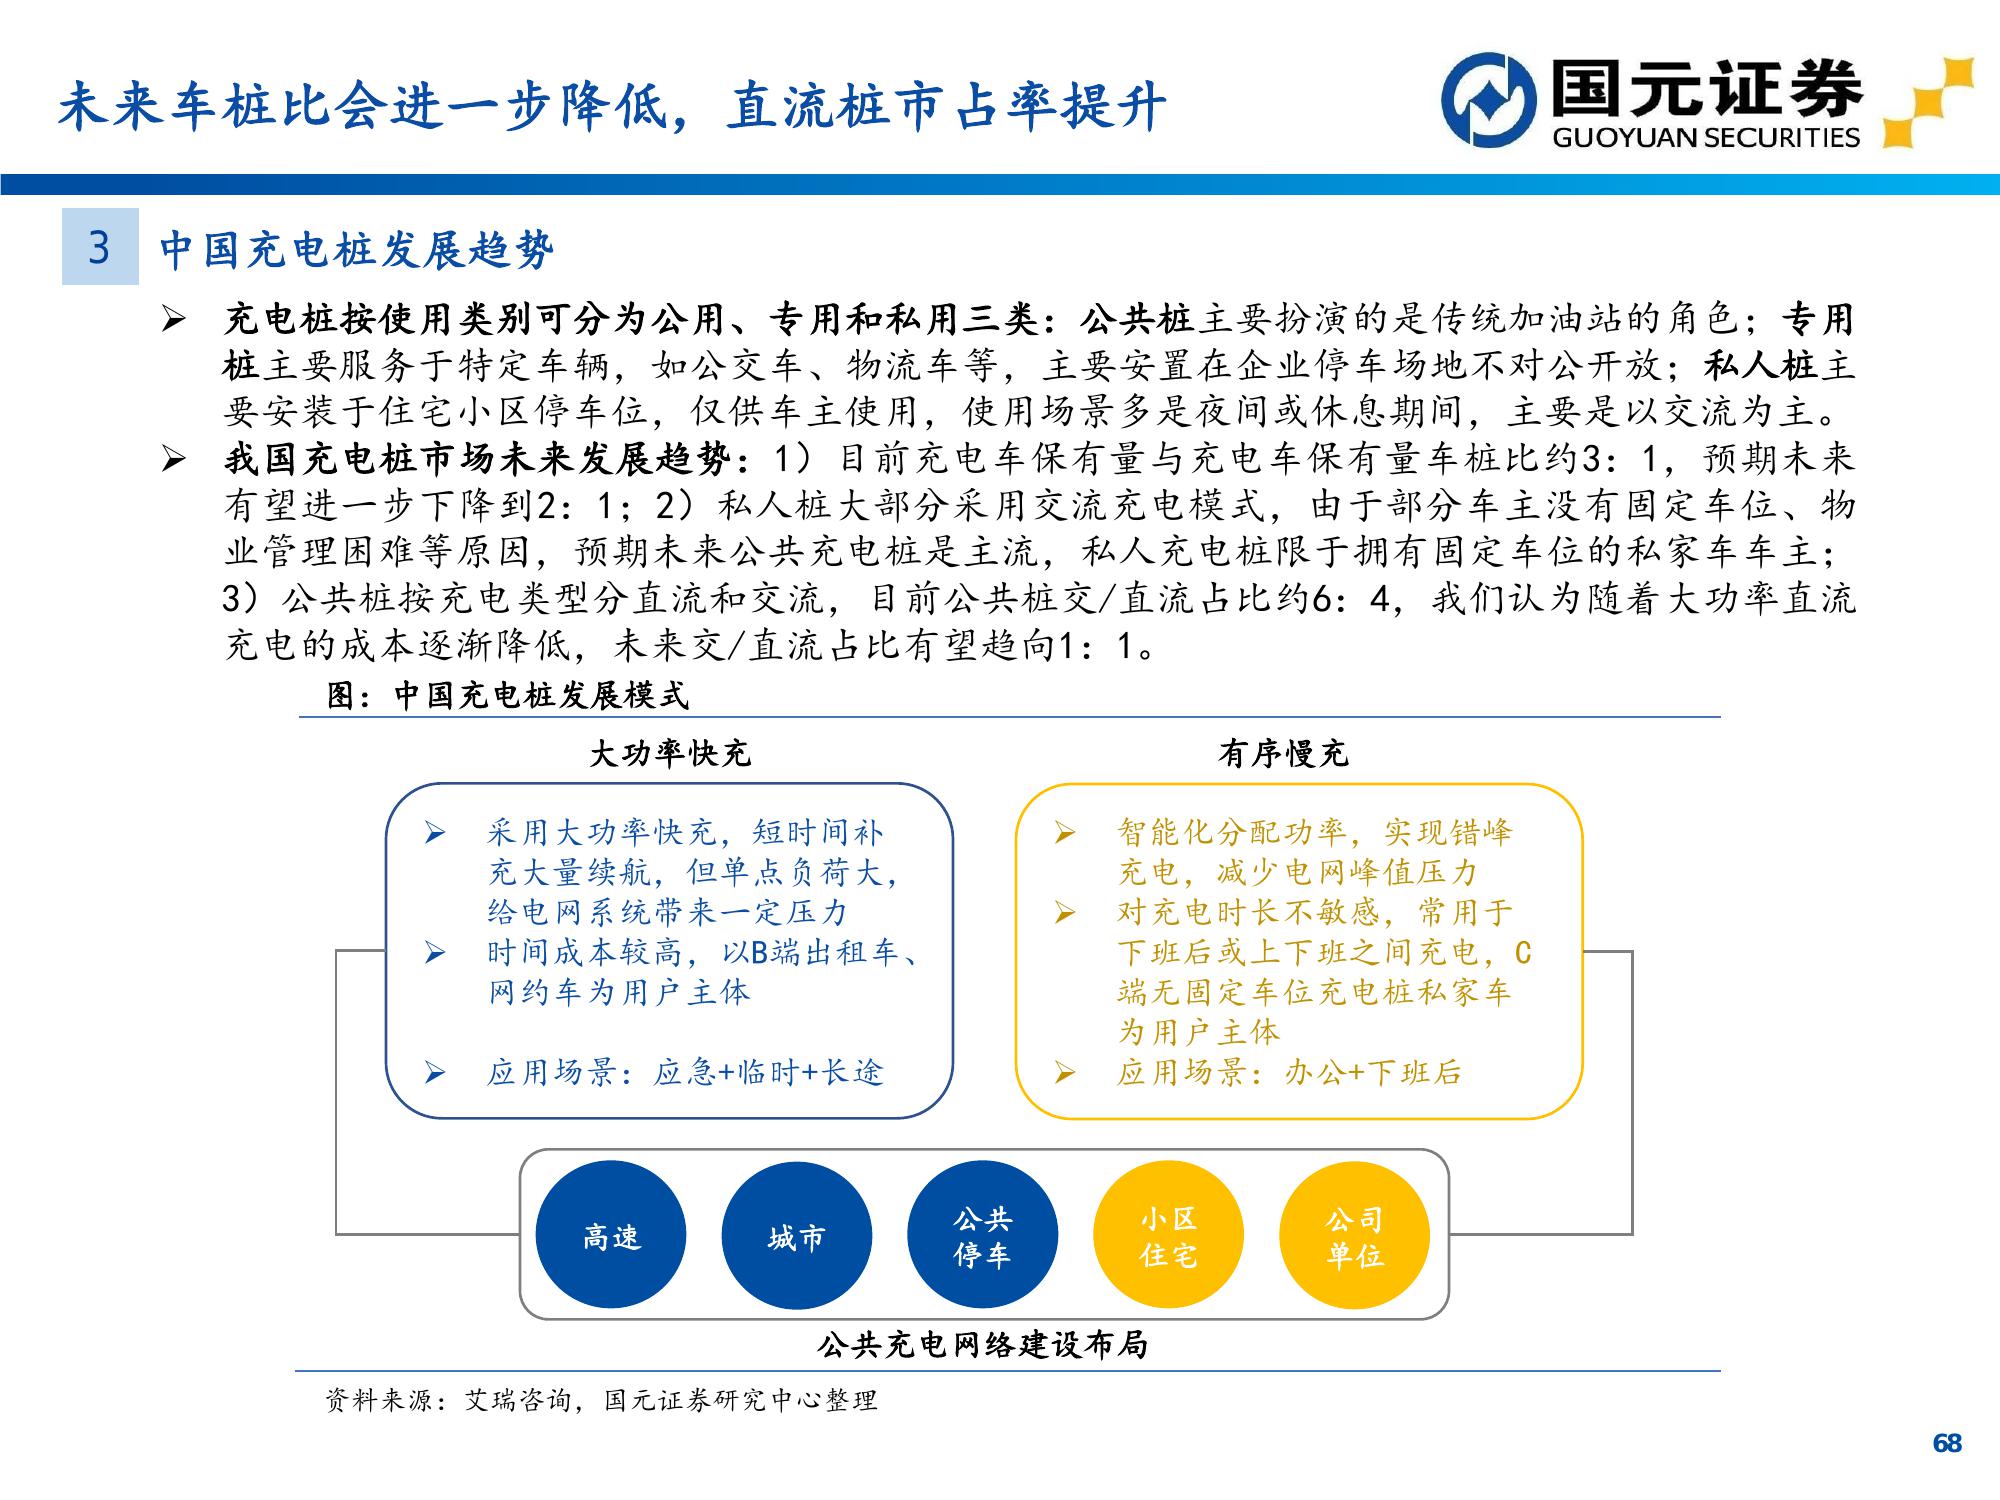 未来车桩比会进一步降低，直流桩市占率提升
国元证券
GUOYUAN SECURITIES
3
中国充电桩发展趋势
➢ 充电桩按使用类别可分为公用、专用和私用三类：公共桩主要扮演的是传统加油站的角色；专用
桩主要服务于特定车辆，如公交车、物流车等，主要安置在企业停车场地不对公开放；私人桩主
要安装于住宅小区停车位，仅供车主使用，使用场景多是夜间或休息期间，主要是以交流为主。
➢ 我国充电桩市场未来发展趋势：1）目前充电车保有量与充电车保有量车桩比约3：1，预期未来
有望进一步下降到2：1；2）私人桩大部分采用交流充电模式，由于部分车主没有固定车位、物
业管理困难等原因，预期未来公共充电桩是主流，私人充电桩限于拥有固定车位的私家车车主；
3）公共桩按充电类型分直流和交流，目前公共桩交/直流占比约6：4，我们认为随着大功率直流
充电的成本逐渐降低，未来交/直流占比有望趋向1：1。
图：中国充电桩发展模式
大功率快充
➢ 采用大功率快充，短时间补
充大量续航，但单点负荷大，
给电网系统带来一定压力
➢ 时间成本较高，以B端出租车、
网约车为用户主体
➢ 应用场景：应急+临时+长途
有序慢充
➢ 智能化分配功率，实现错峰
充电，减少电网峰值压力
➢ 对充电时长不敏感，常用于
下班后或上下班之间充电，C
端无固定车位充电桩私家车
为用户主体
➢ 应用场景：办公+下班后
高速
城市
公共
停车
小区
住宅
公司
单位
公共充电网络建设布局
资料来源：艾瑞咨询，国元证券研究中心整理
68